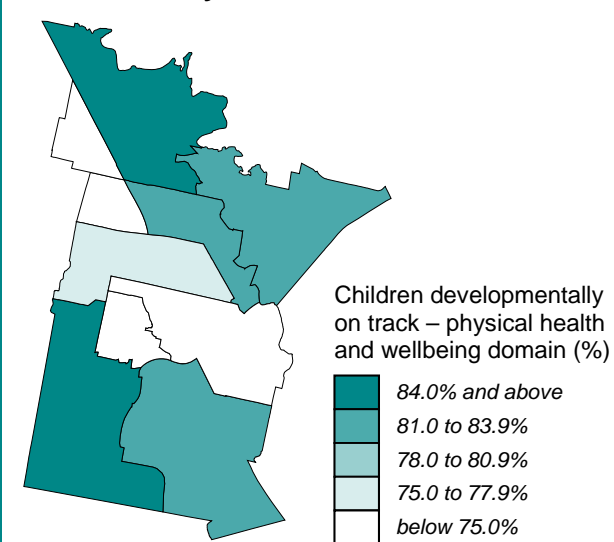 Children developmentally
on track – physical health
and wellbeing domain (%)
84.0% and above
81.0 to 83.9%
78.0 to 80.9%
75.0 to 77.9%
below 75.0%